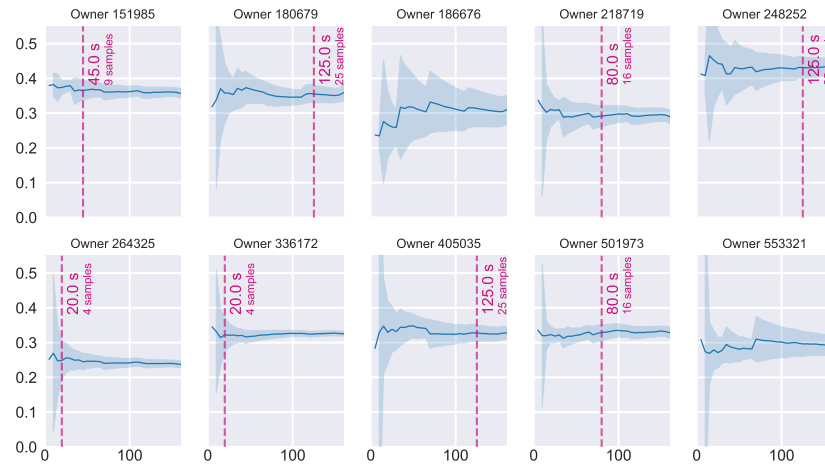 Owner 151985
Owner 180679
Owner 186676
Owner 218719
Owner 248252
0.5
0.4
0.3
0.2
0.1
0.0
45.0 s
9 samples
125.0 s
25 samples
80.0 s
16 samples
125.0 s
Owner 264325
Owner 336172
Owner 405035
Owner 501973
Owner 553321
0.5
0.4
0.3
0.2
0.1
0.0
20.0 s
4 samples
20.0 s
4 samples
125.0 s
25 samples
80.0 s
16 samples
0 100
0 100
0 100
0 100
0 100